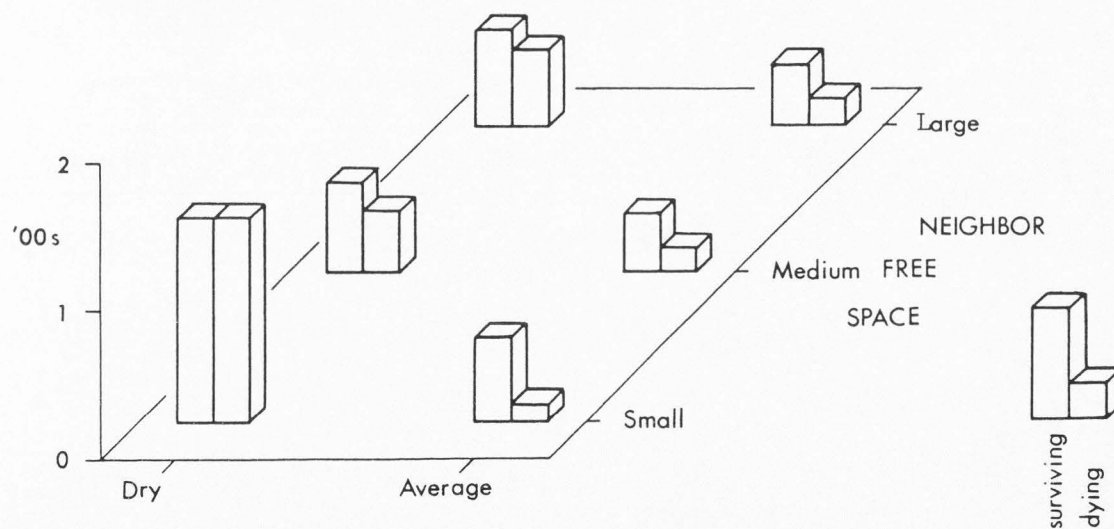 Large
2
'00s
NEIGHBOR
Medium FREE
1
SPACE
Small
0
Dry
Average
surviving
dying